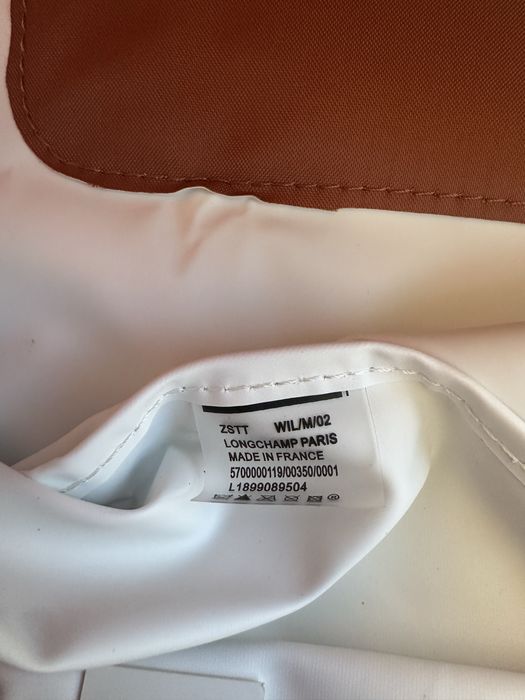 ZSTT WIL/M/02
LONGCHAMP PARIS
MADE IN FRANCE
5700000119/00350/0001
L1899089504
®